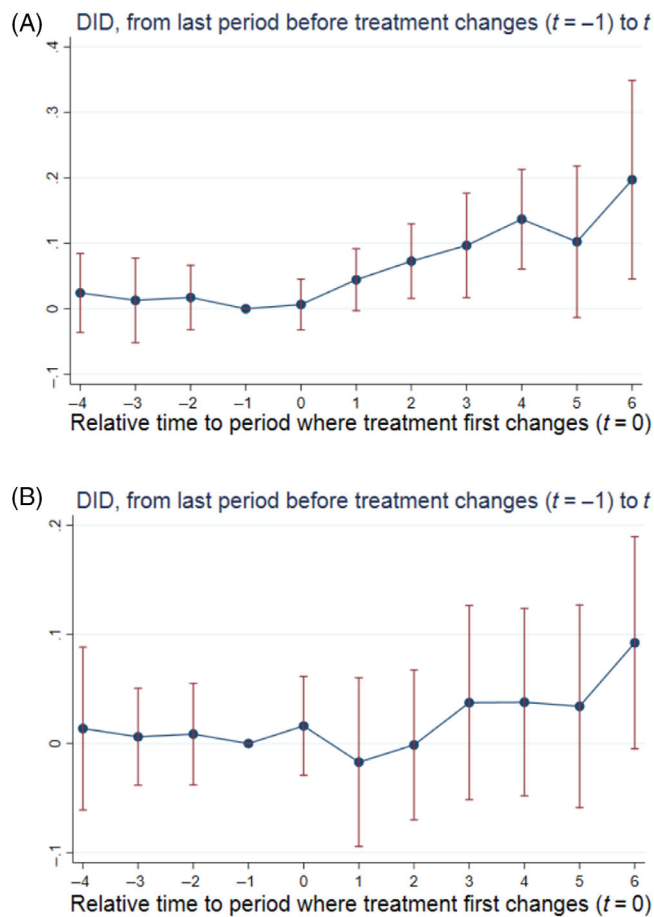 (A)
DID, from last period before treatment changes (t = –1) to t
.4
.3
.2
.1
0
–.1
–4 –3 –2 –1 0 1 2 3 4 5 6
Relative time to period where treatment first changes (t = 0)
(B)
DID, from last period before treatment changes (t = –1) to t
.2
.1
0
–.1
–4 –3 –2 –1 0 1 2 3 4 5 6
Relative time to period where treatment first changes (t = 0)